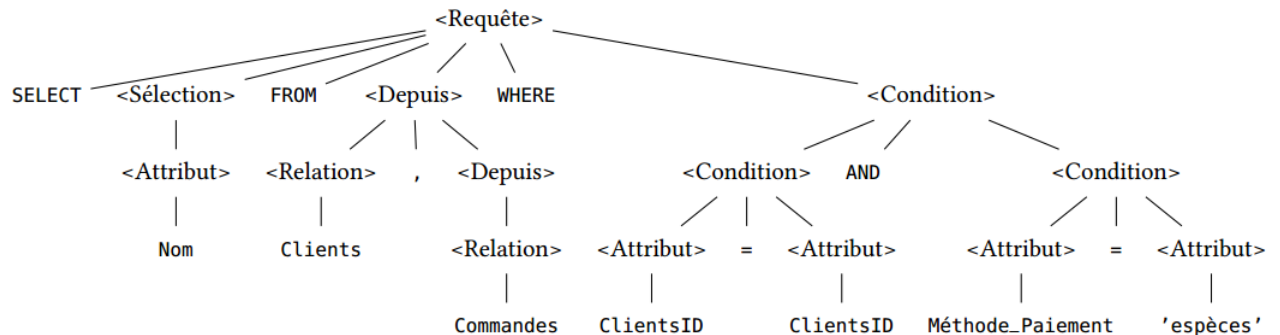 <Requête>
SELECT <Sélection> FROM <Depuis> WHERE <Condition>
<Attribut> <Relation> , <Depuis> <Condition> AND <Condition>
Nom Clients <Relation> <Attribut> = <Attribut> <Attribut> = <Attribut>
Commandes ClientsID ClientsID Méthode_Paiement ’espèces’